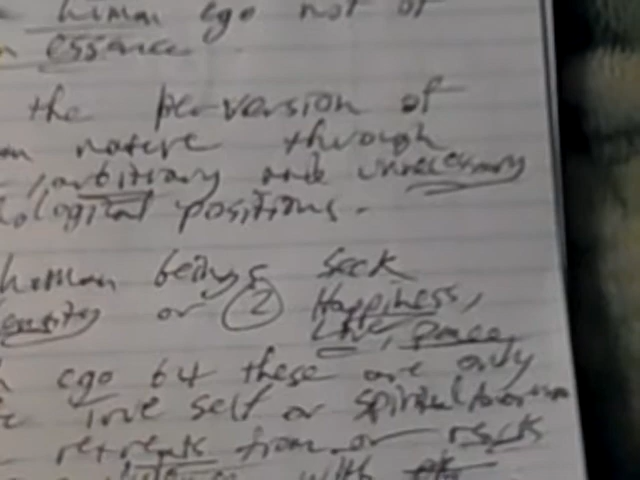 human ego not of
essence
the perversion of
nature through
arbitrary and unnecessary
ological positions.
human beings seek
or 2 Happiness,
Love, peace,
ego but these are only
true self or spiritual
retreats from or
with